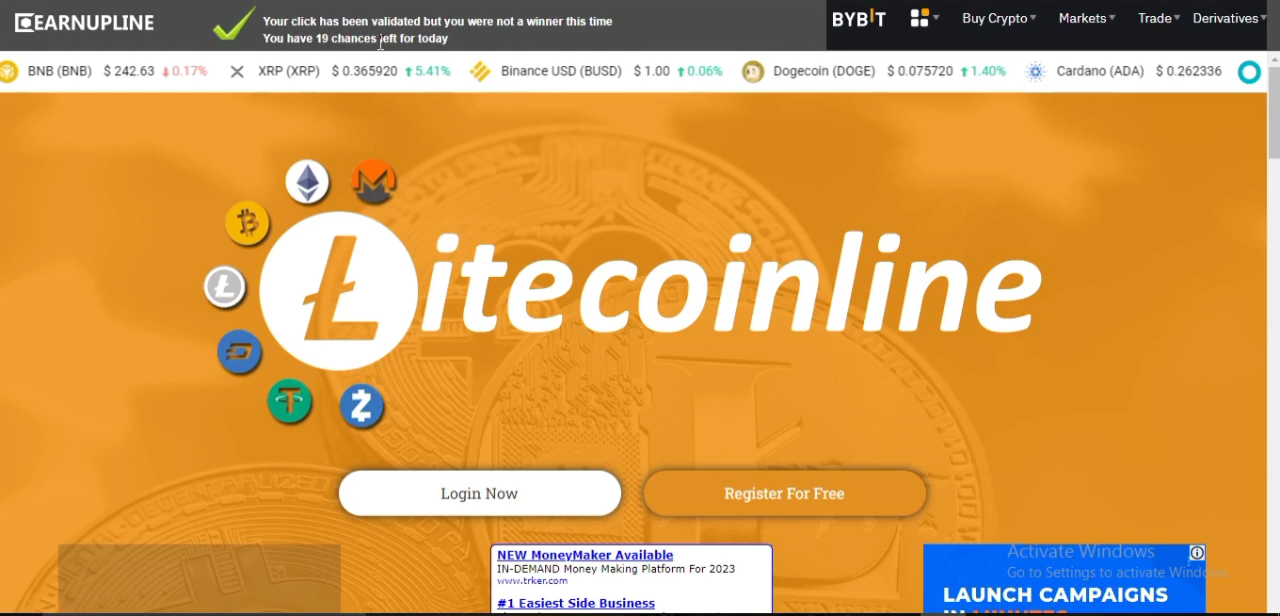 EARNUPLINE
Your click has been validated but you were not a winner this time
You have 19 chances left for today
BYBIT
Buy Crypto
Markets
Trade
Derivatives
BNB (BNB) $ 242.63 ↓0.17% XRP (XRP) $ 0.365920 ↑5.41% Binance USD (BUSD) $ 1.00 ↑0.06% Dogecoin (DOGE) $ 0.075720 ↑1.40% Cardano (ADA) $ 0.262336
Litecoinline
Login Now
Register For Free
NEW MoneyMaker Available
IN-DEMAND Money Making Platform For 2023
www.trker.com
#1 Easiest Side Business
Activate Windows
Go to Settings to activate Windows.
LAUNCH CAMPAIGNS
IN MINUTES